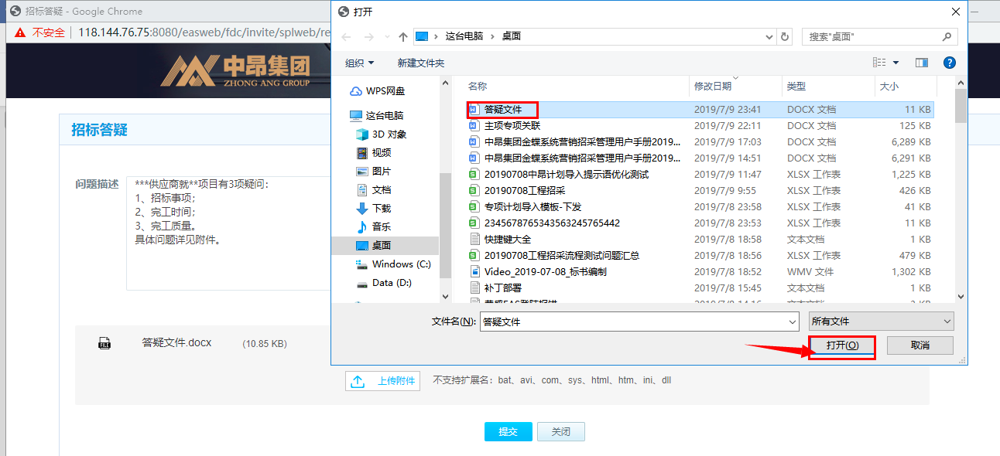 招标答疑 - Google Chrome
不安全 118.144.76.75:8080/easweb/fdc/invite/splweb/re
中昂集团
ZHONG ANG GROUP
招标答疑
问题描述
***供应商就**项目有3项疑问：
1、招标事项；
2、完工时间；
3、完工质量。
具体问题详见附件。
FILE 答疑文件.docx (10.85 KB)
上传附件 不支持扩展名：bat、avi、com、sys、html、htm、ini、dll
提交 关闭
打开
这台电脑 › 桌面 搜索"桌面"
组织 新建文件夹
WPS网盘
这台电脑
3D 对象
视频
图片
文档
下载
音乐
桌面
Windows (C:)
Data (D:)
名称 修改日期 类型 大小
答疑文件 2019/7/9 23:41 DOCX 文档 11 KB
主项专项关联 2019/7/9 22:11 DOCX 文档 125 KB
中昂集团金蝶系统营销招采管理用户手册2019... 2019/7/9 17:03 DOCX 文档 6,289 KB
中昂集团金蝶系统营销招采管理用户手册2019... 2019/7/9 14:51 DOCX 文档 6,291 KB
20190708中昂计划导入提示语优化测试 2019/7/9 11:47 XLSX 工作表 1,225 KB
20190708工程招采 2019/7/9 9:55 XLSX 工作表 426 KB
专项计划导入模板-下发 2019/7/8 23:58 XLSX 工作表 41 KB
2345678765343563245765442 2019/7/8 23:53 XLSX 工作表 11 KB
快捷键大全 2019/7/8 18:58 文本文档 1 KB
20190708工程招采流程测试问题汇总 2019/7/8 18:56 XLSX 工作表 479 KB
Video_2019-07-08_标书编制 2019/7/8 18:52 WMV 文件 1,302 KB
补丁部署 2019/7/8 15:45 文本文档 1 KB
文件名(N): 答疑文件 所有文件
打开(O) 取消